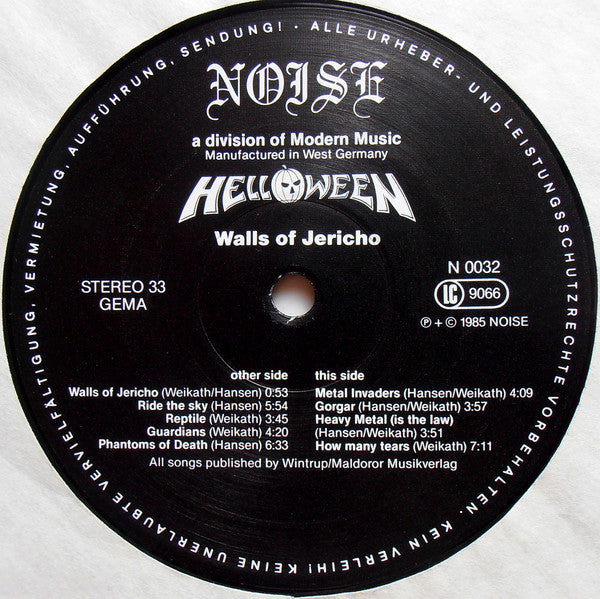 ALLE URHEBER- UND LEISTUNGSSCHUTZRECHTE VORBEHALTEN. · KEIN VERLEIH! KEINE UNERLAUBTE VERVIELFÄLTIGUNG, VERMIETUNG, AUFFÜHRUNG, SENDUNG! ·
NOISE
a division of Modern Music
Manufactured in West Germany
HELLOWEEN
Walls of Jericho
STEREO 33
GEMA
N 0032
LC 9066
℗ + © 1985 NOISE
other side
Walls of Jericho (Weikath/Hansen) 0:53
Ride the sky (Hansen) 5:54
Reptile (Weikath) 3:45
Guardians (Weikath) 4:20
Phantoms of Death (Hansen) 6:33
this side
Metal Invaders (Hansen/Weikath) 4:09
Gorgar (Hansen/Weikath) 3:57
Heavy Metal (is the law)
(Hansen/Weikath) 3:51
How many tears (Weikath) 7:11
All songs published by Wintrup/Maldoror Musikverlag